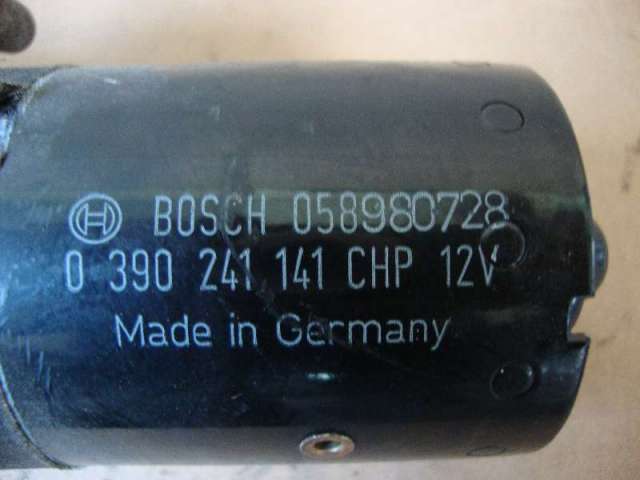 BOSCH 058980728
0 390 241 141 CHP 12V
Made in Germany